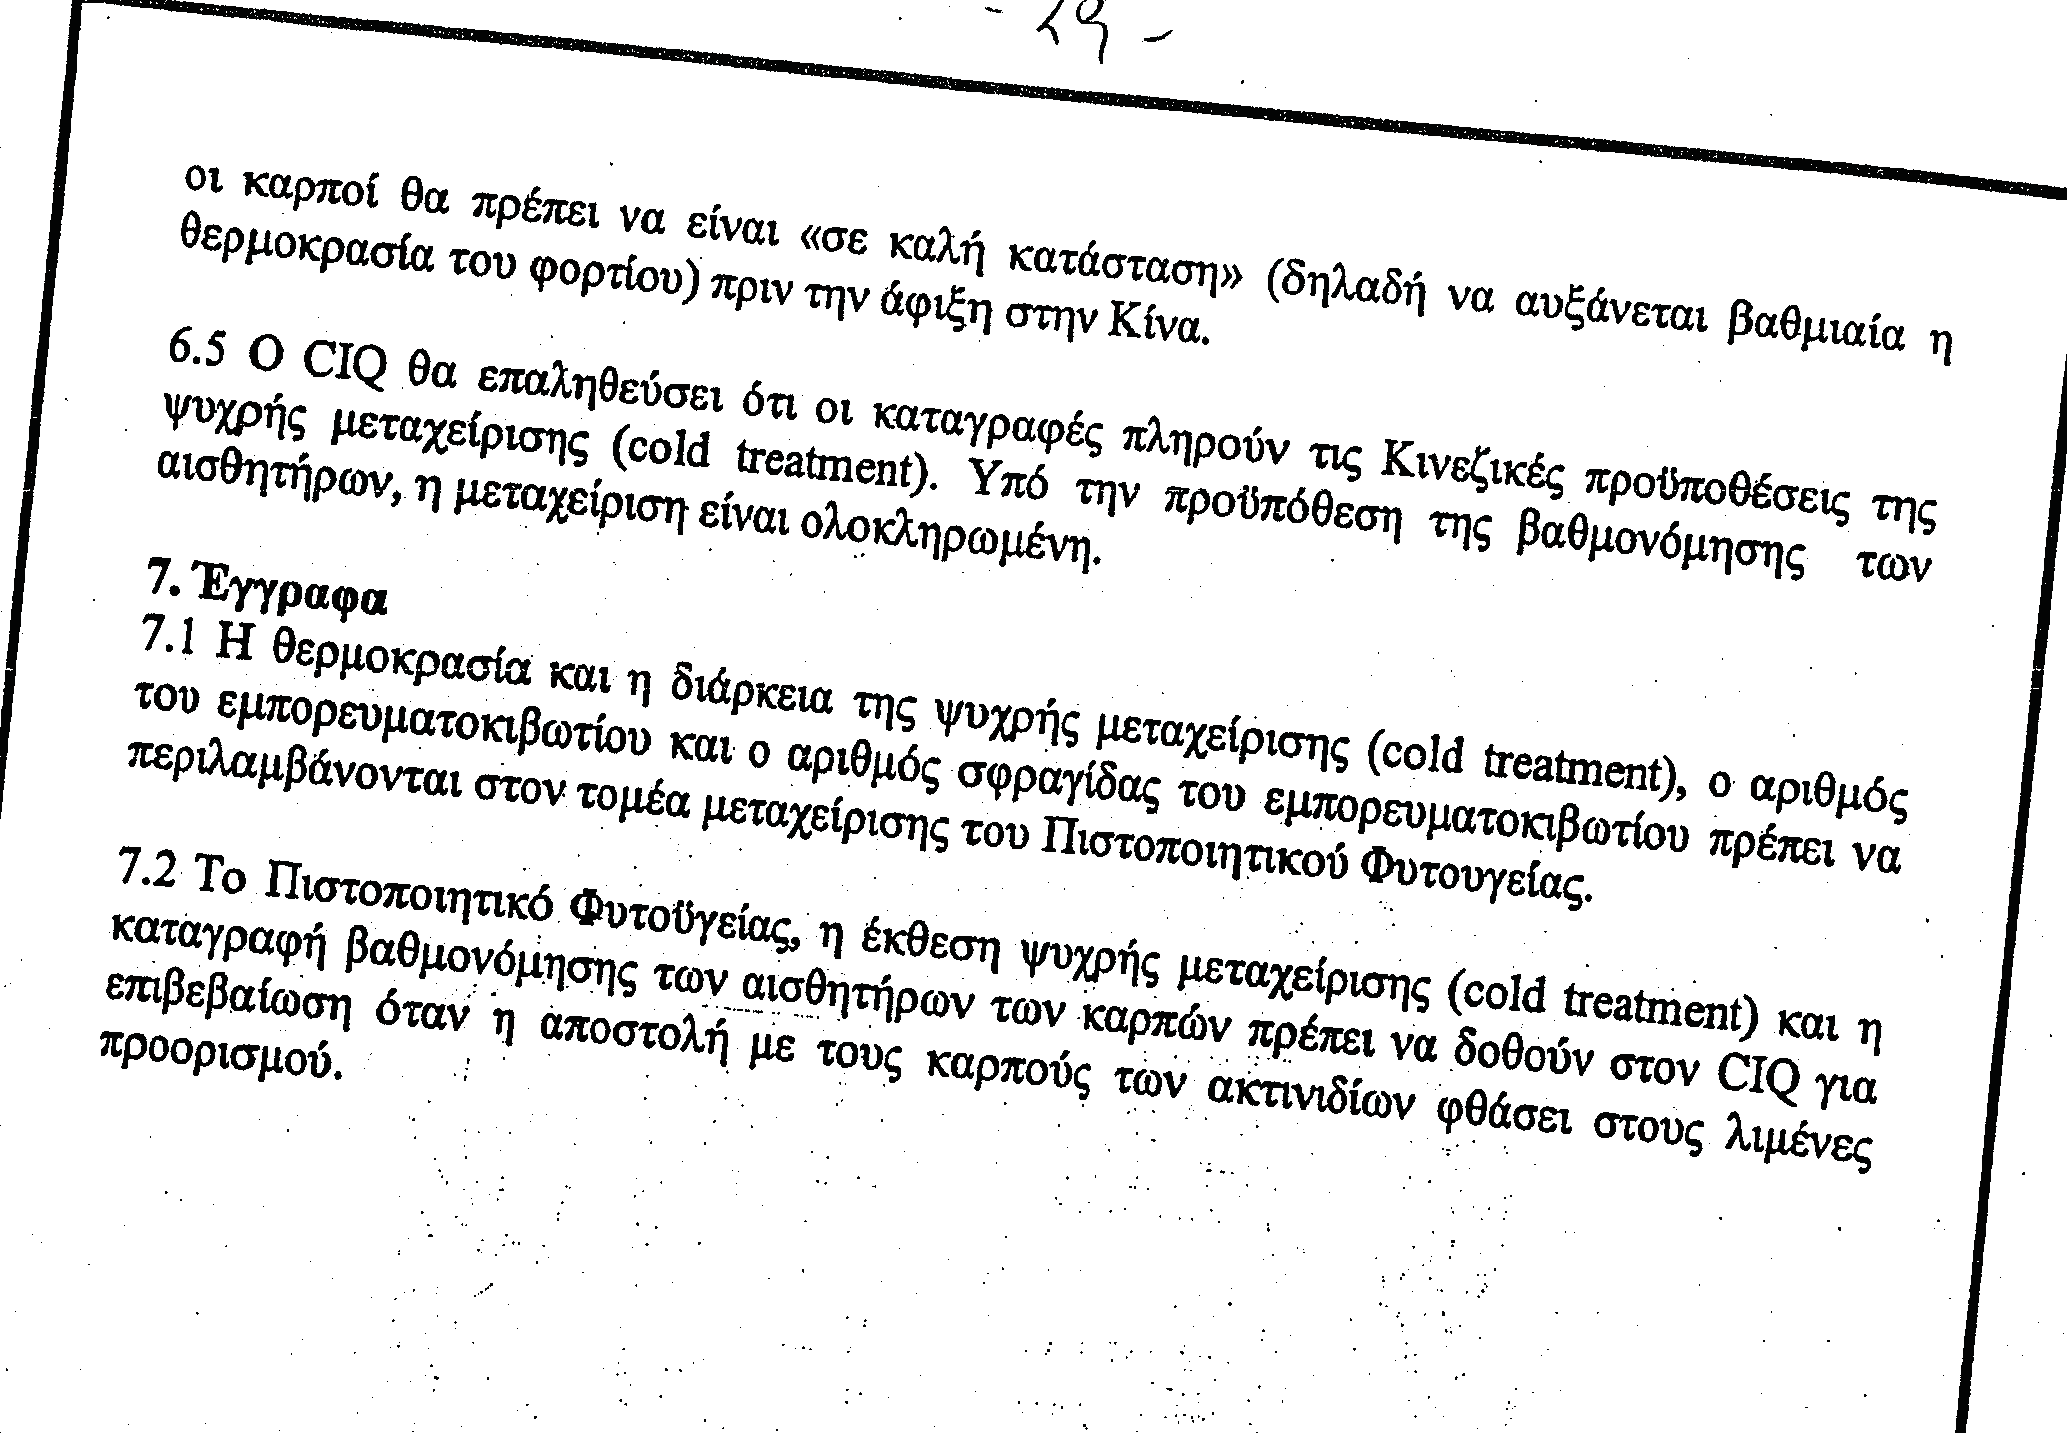 - 29 -
οι καρποί θα πρέπει να είναι «σε καλή κατάσταση» (δηλαδή να αυξάνεται βαθμιαία η
θερμοκρασία του φορτίου) πριν την άφιξη στην Κίνα.
6.5 Ο CIQ θα επαληθεύσει ότι οι καταγραφές πληρούν τις Κινεζικές προϋποθέσεις της
ψυχρής μεταχείρισης (cold treatment). Υπό την προϋπόθεση της βαθμονόμησης των
αισθητήρων, η μεταχείριση είναι ολοκληρωμένη.
7. Έγγραφα
7.1 Η θερμοκρασία και η διάρκεια της ψυχρής μεταχείρισης (cold treatment), ο αριθμός
του εμπορευματοκιβωτίου και ο αριθμός σφραγίδας του εμπορευματοκιβωτίου πρέπει να
περιλαμβάνονται στον τομέα μεταχείρισης του Πιστοποιητικού Φυτουγείας.
7.2 Το Πιστοποιητικό Φυτοϋγείας, η έκθεση ψυχρής μεταχείρισης (cold treatment) και η
καταγραφή βαθμονόμησης των αισθητήρων των καρπών πρέπει να δοθούν στον CIQ για
επιβεβαίωση όταν η αποστολή με τους καρπούς των ακτινιδίων φθάσει στους λιμένες
προορισμού.